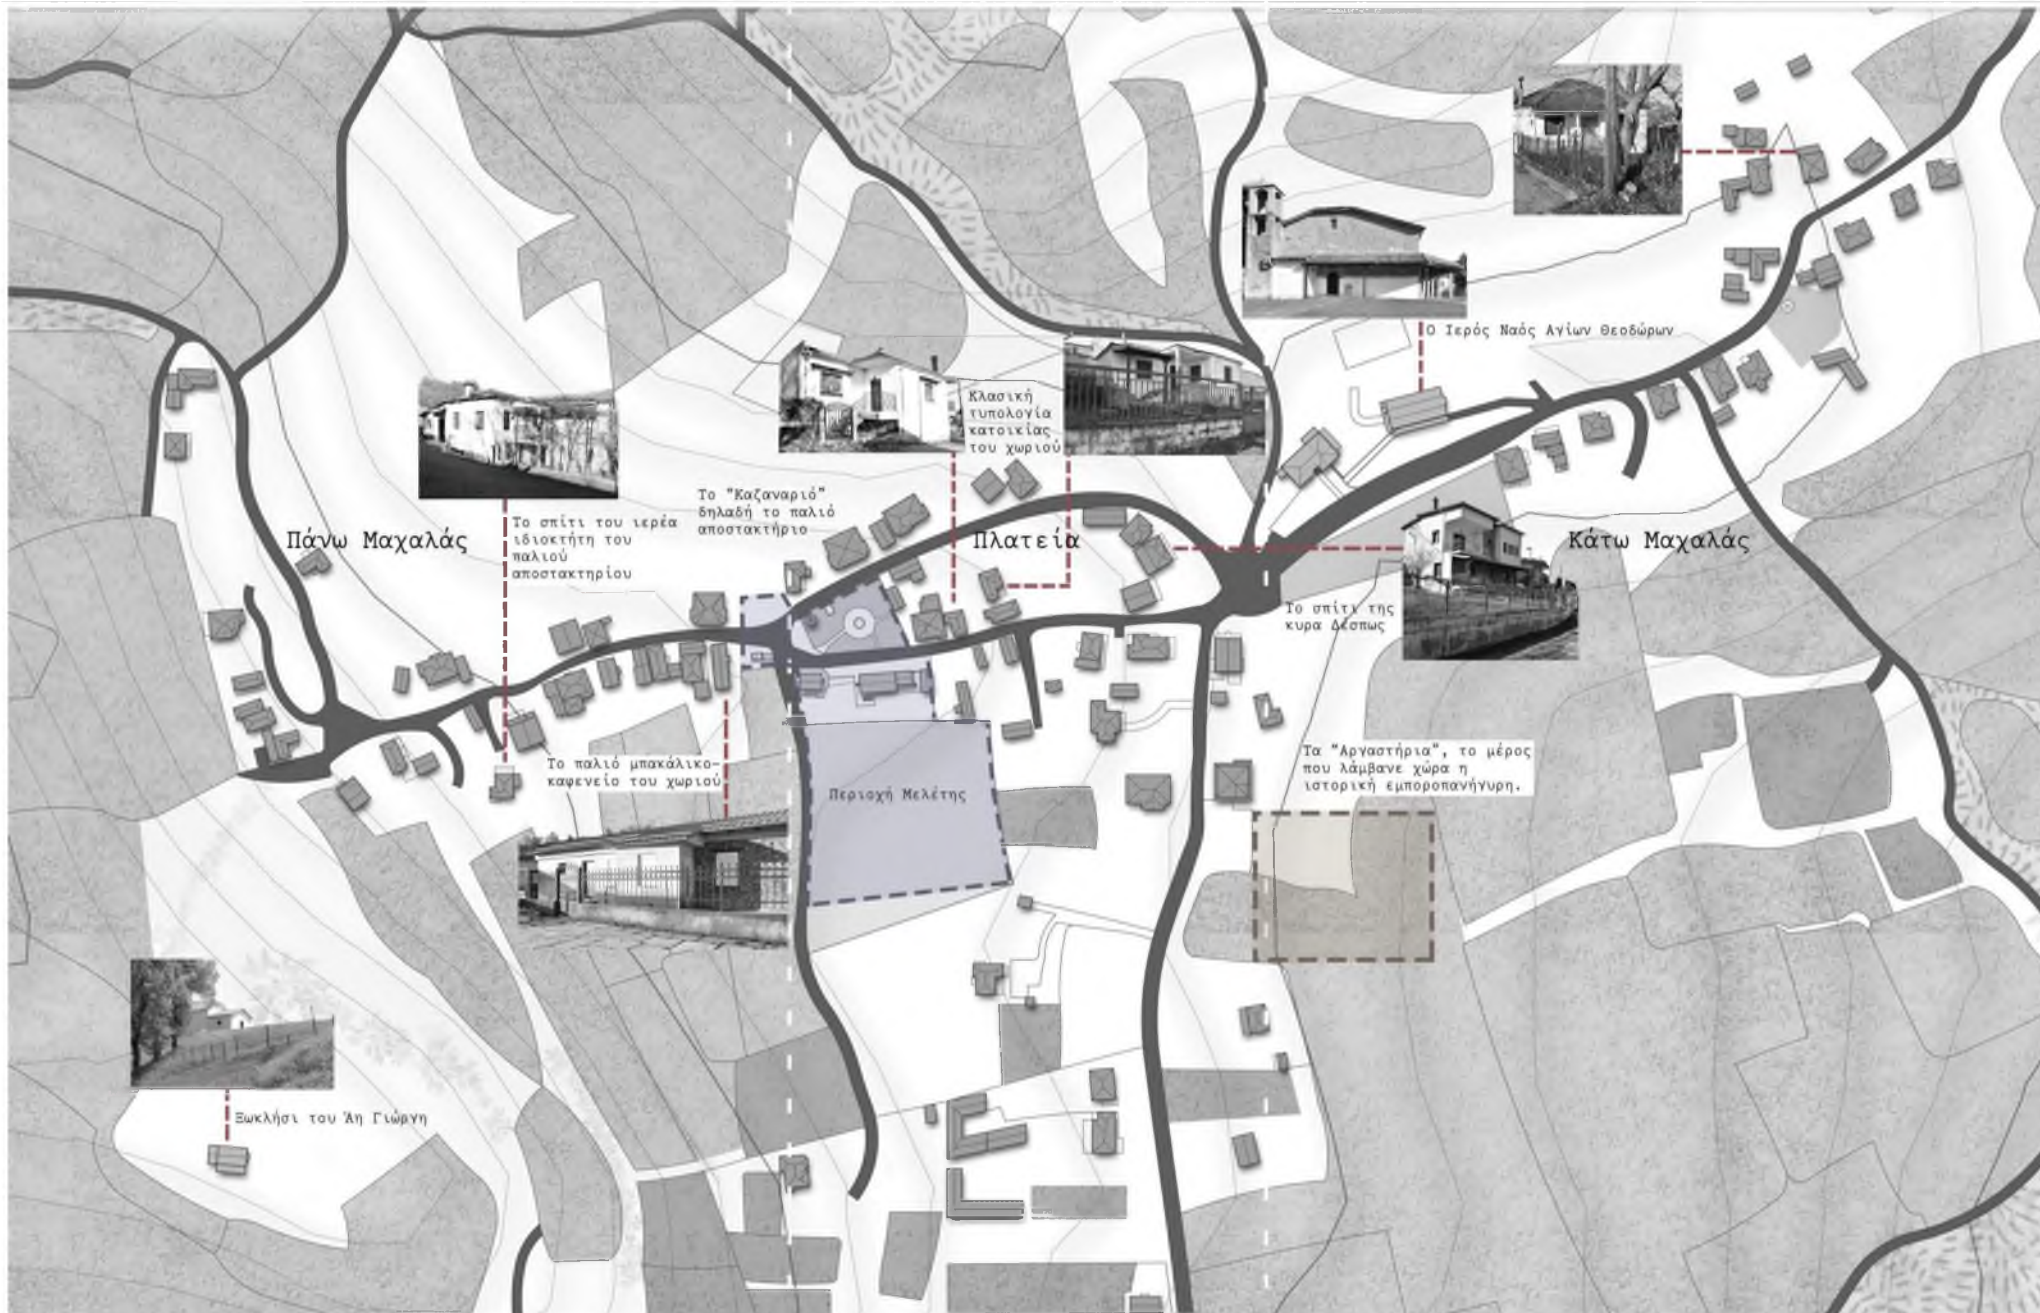 Ο Ιερός Ναός Αγίων Θεοδώρων
Κλασική
τυπολογία
κατοικίας
του χωριού
Το "Καζαναριό"
δηλαδή το παλιό
αποστακτήριο
Το σπίτι του ιερέα
ιδιοκτήτη του
παλιού
αποστακτηρίου
Πάνω Μαχαλάς
Πλατεία
Κάτω Μαχαλάς
Το σπίτι της
κυρα Δέσπως
Το παλιό μπακάλικο-
καφενείο του χωριού
Περιοχή Μελέτης
Τα "Αργαστήρια", το μέρος
που λάμβανε χώρα η
ιστορική εμποροπανήγυρη.
Ξωκλήσι του Άη Γιώργη